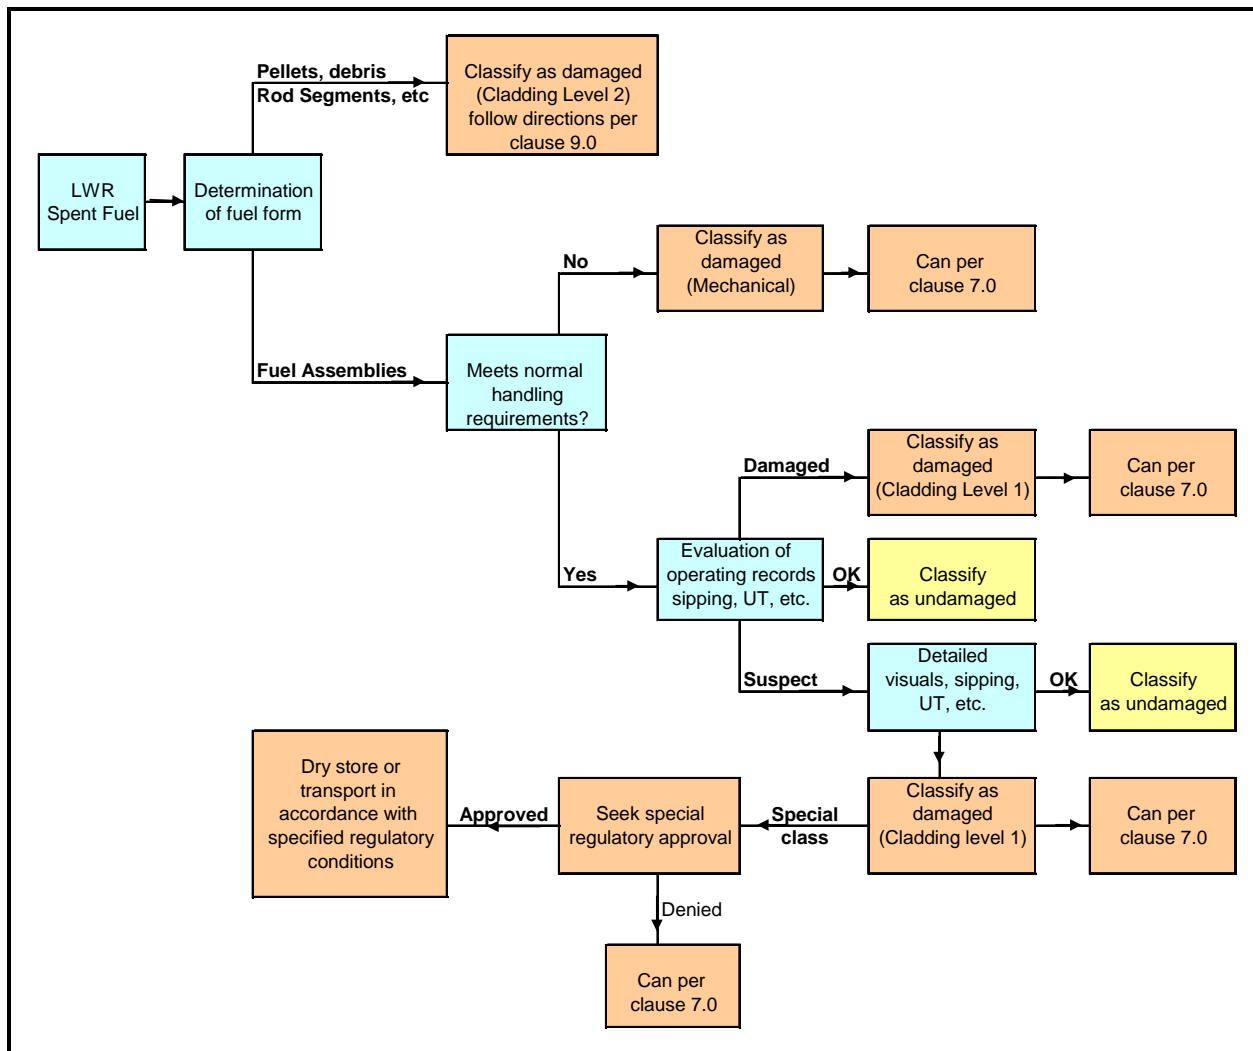 Pellets, debris
Rod Segments, etc
Classify as damaged
(Cladding Level 2)
follow directions per
clause 9.0
LWR
Spent Fuel
Determination
of fuel form
No
Classify as
damaged
(Mechanical)
Can per
clause 7.0
Fuel Assemblies
Meets normal
handling
requirements?
Damaged
Classify as
damaged
(Cladding Level 1)
Can per
clause 7.0
Yes
Evaluation of
operating records
sipping, UT, etc.
OK
Classify
as undamaged
Suspect
Detailed
visuals, sipping,
UT, etc.
OK
Classify
as undamaged
Dry store or
transport in
accordance with
specified regulatory
conditions
Approved
Seek special
regulatory approval
Special
class
Classify as
damaged
(Cladding level 1)
Can per
clause 7.0
Denied
Can per
clause 7.0